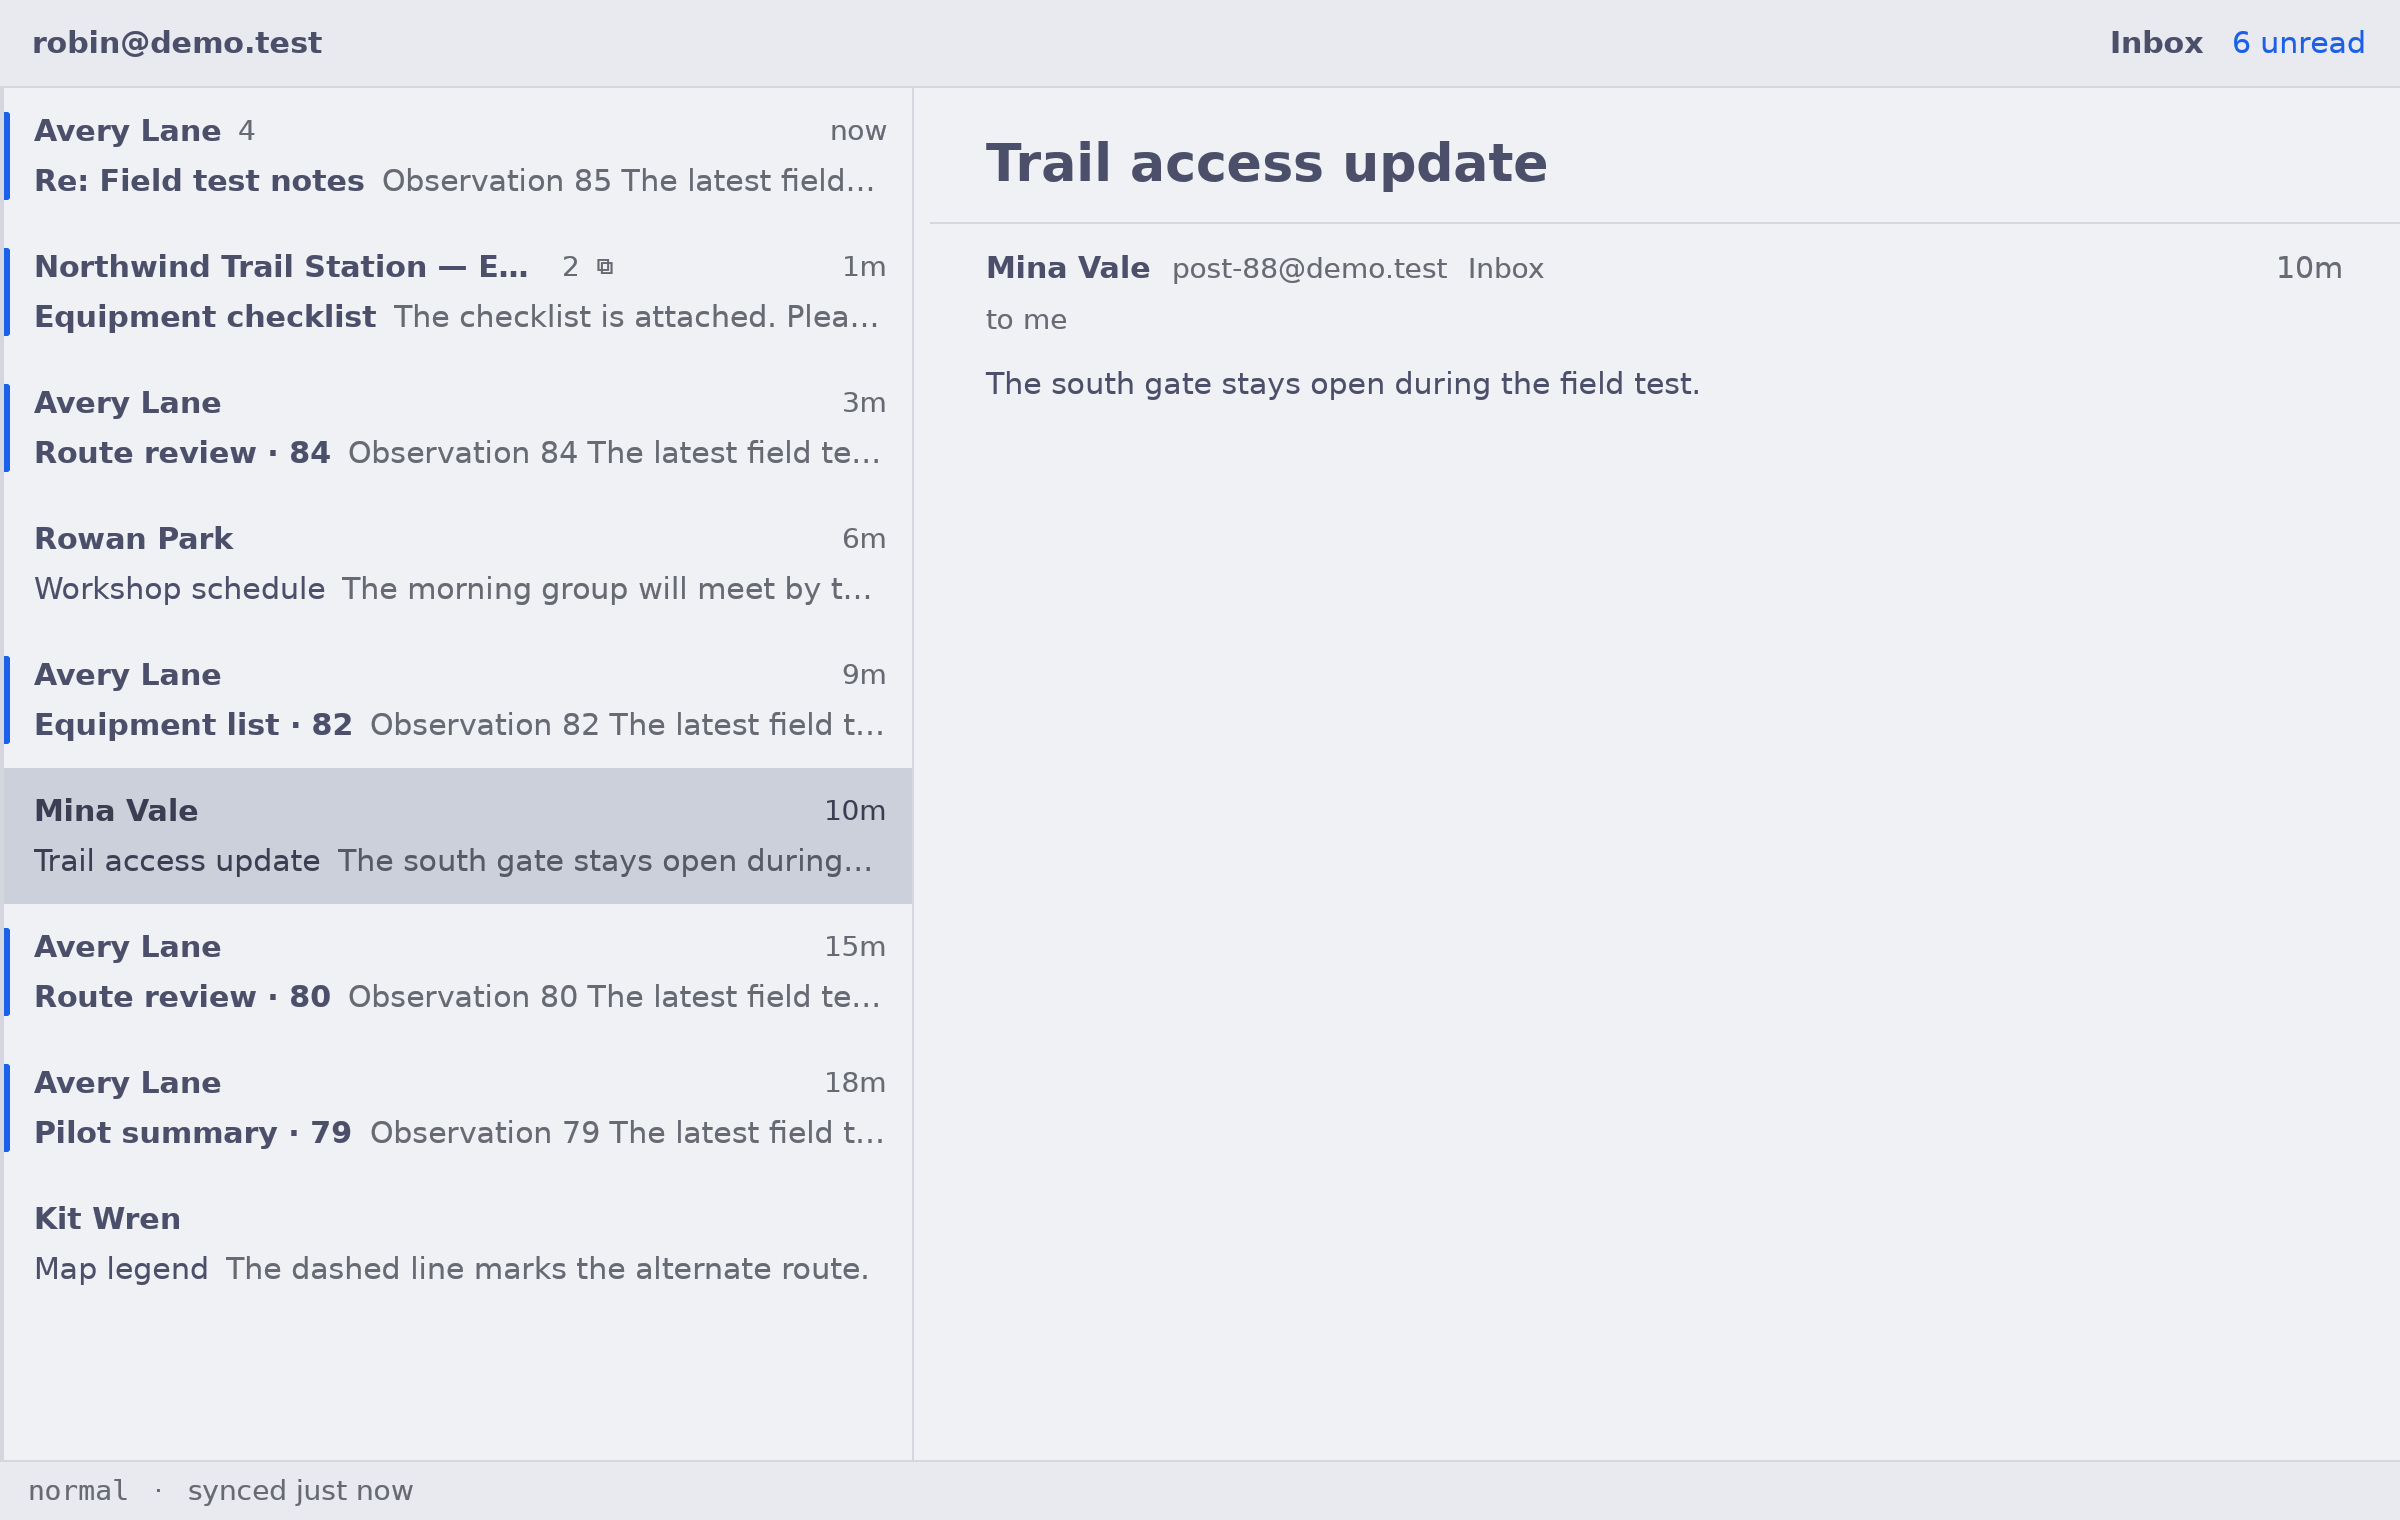 robin@demo.test
Inbox 6 unread
Avery Lane 4 now
Re: Field test notes Observation 85 The latest field…
Northwind Trail Station — E… 2 1m
Equipment checklist The checklist is attached. Plea…
Avery Lane 3m
Route review · 84 Observation 84 The latest field te…
Rowan Park 6m
Workshop schedule The morning group will meet by t…
Avery Lane 9m
Equipment list · 82 Observation 82 The latest field t…
Mina Vale 10m
Trail access update The south gate stays open during…
Avery Lane 15m
Route review · 80 Observation 80 The latest field te…
Avery Lane 18m
Pilot summary · 79 Observation 79 The latest field t…
Kit Wren
Map legend The dashed line marks the alternate route.
Trail access update
Mina Vale post-88@demo.test Inbox 10m
to me
The south gate stays open during the field test.
normal · synced just now